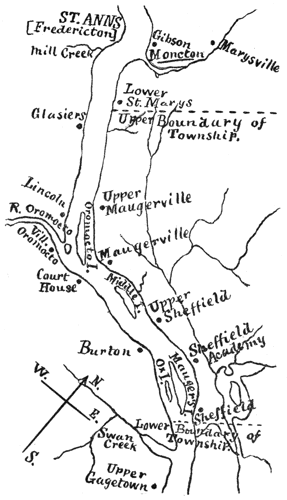 ST. ANNS
[Fredericton]
Mill Creek
Gibson
Moncton
Marysville
Lower
St. Marys
Glasiers
Upper Boundary of
Township.
Lincoln
R. Oromocto
Vill.
Oromocto
Upper
Maugerville
Oromocto I.
Maugerville
Court
House
Middle I.
Upper
Sheffield
Sheffield
Academy
Burton
Ox I.
Maugers I.
Sheffield
Lower Boundary of
Township.
W.
N.
E.
S.
Swan
Creek
Upper
Gagetown